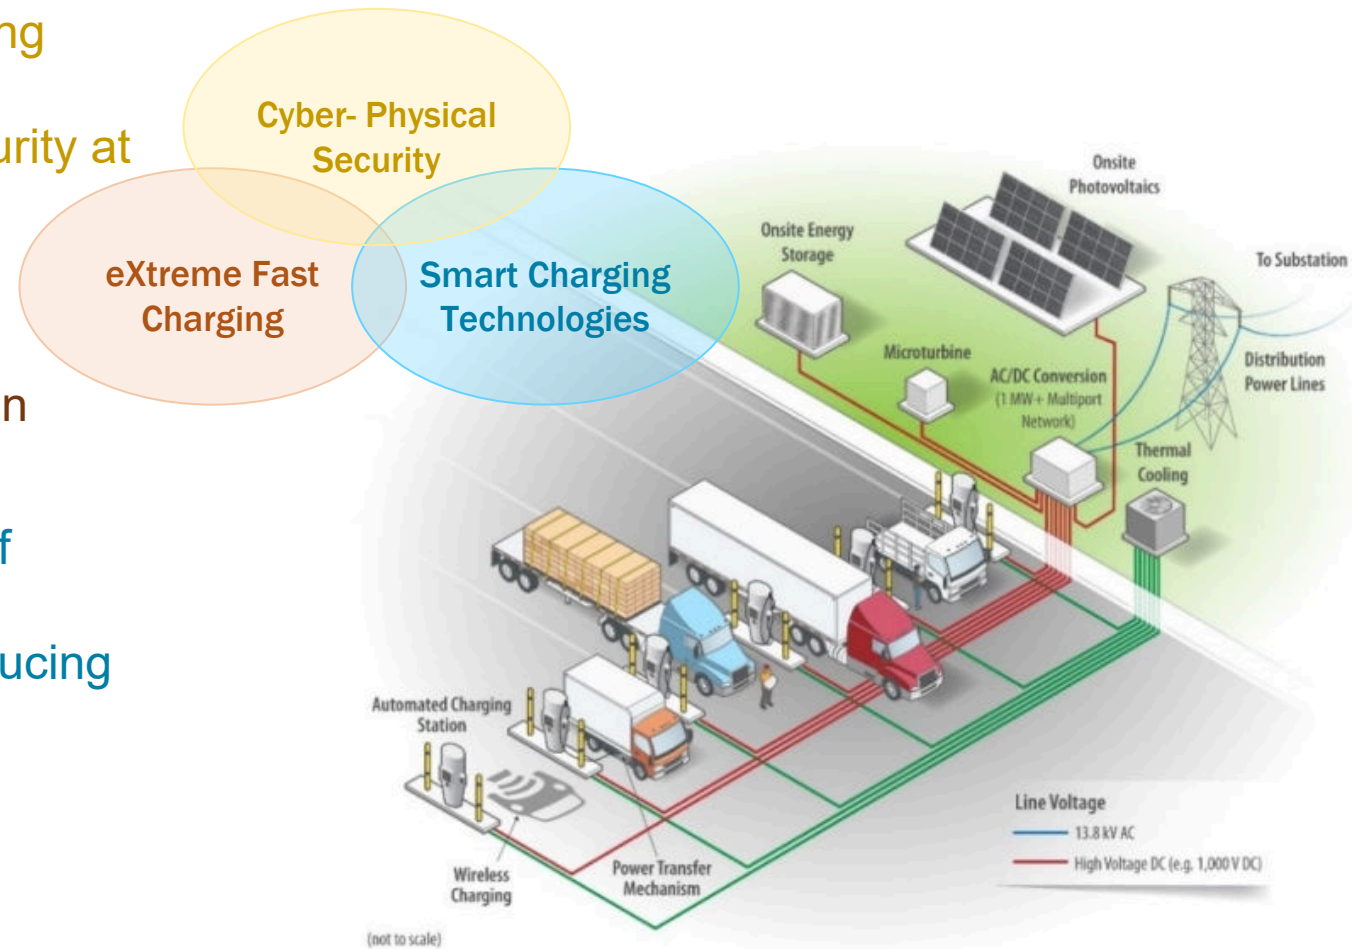 ng
urity at
n
f
ucing
Cyber- Physical
Security
eXtreme Fast
Charging
Smart Charging
Technologies
Onsite
Photovoltaics
Onsite Energy
Storage
To Substation
Microturbine
AC/DC Conversion
(1 MW+ Multiport
Network)
Distribution
Power Lines
Thermal
Cooling
Automated Charging
Station
Wireless
Charging
Power Transfer
Mechanism
Line Voltage
13.8 kV AC
High Voltage DC (e.g. 1,000 V DC)
(not to scale)